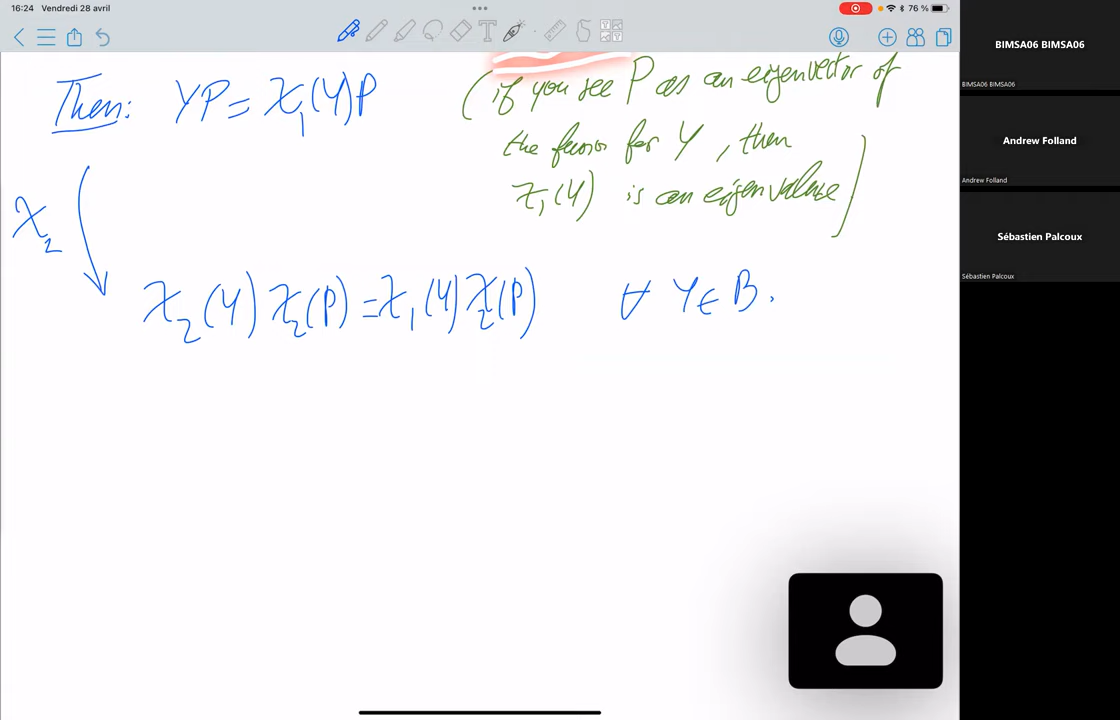 16:24 Vendredi 28 avril
76 %
Then: YP = χ₁(Y)P
(if you see P as an eigenvector of
the fusion for Y, then
χ₁(Y) is an eigenvalue)
χ₂
χ₂(Y) χ₂(P) = χ₁(Y) χ₂(P) ∀ Y ∈ B.
BIMSA06 BIMSA06
BIMSA06 BIMSA06
Andrew Folland
Andrew Folland
Sébastien Palcoux
Sébastien Palcoux